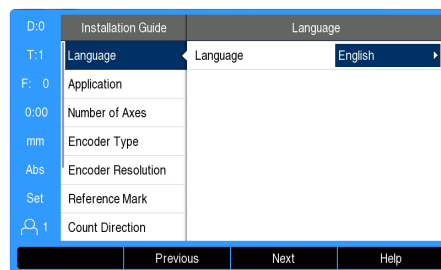 D:0
Installation Guide
Language
T:1
Language
Language
English
F: 0
Application
0:00
Number of Axes
mm
Encoder Type
Abs
Encoder Resolution
Set
Reference Mark
1
Count Direction
Previous
Next
Help